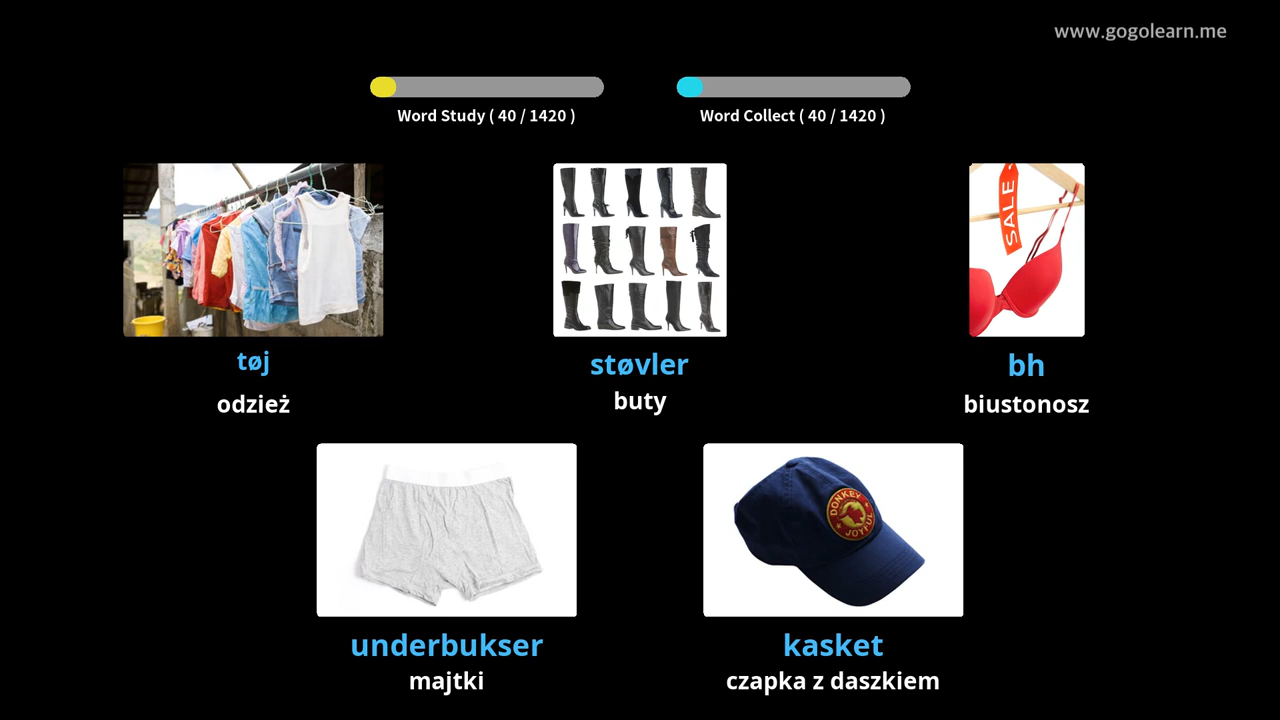 www.gogolearn.me
Word Study ( 40 / 1420 )
Word Collect ( 40 / 1420 )
SALE
tøj
odzież
støvler
buty
bh
biustonosz
DONKEY
JOYFUL
underbukser
majtki
kasket
czapka z daszkiem